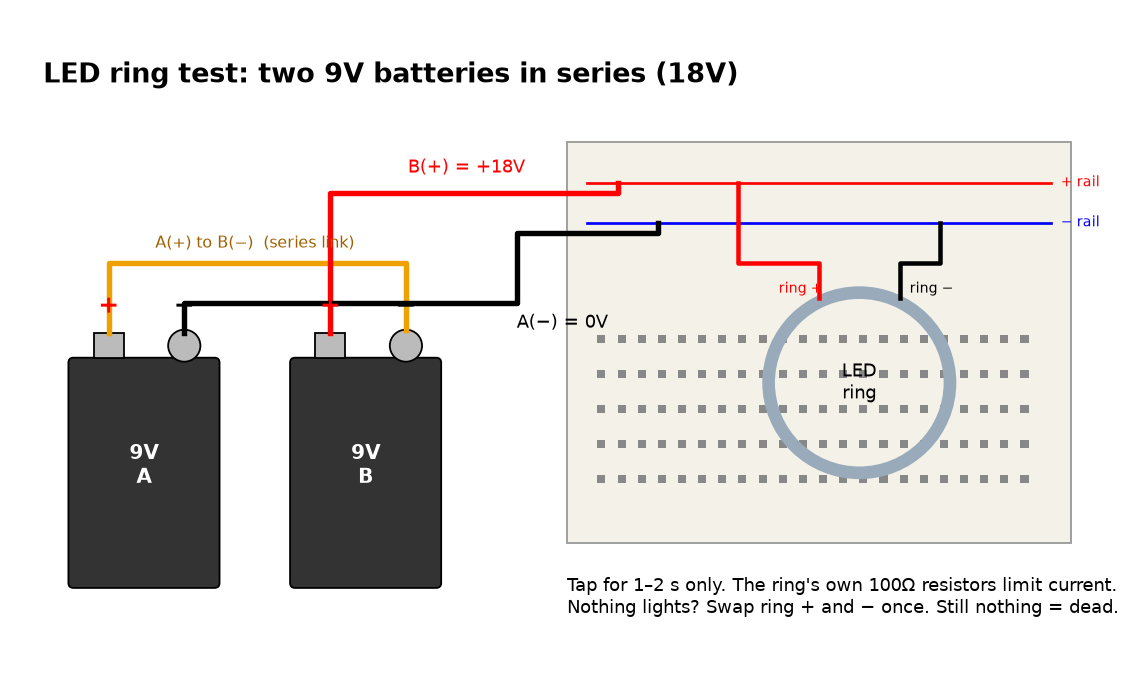 LED ring test: two 9V batteries in series (18V)
B(+) = +18V
+ rail
− rail
A(+) to B(−)  (series link)
ring +
ring −
+
−
+
−
A(−) = 0V
LED
ring
9V
A
9V
B
Tap for 1–2 s only. The ring's own 100Ω resistors limit current.
Nothing lights? Swap ring + and − once. Still nothing = dead.